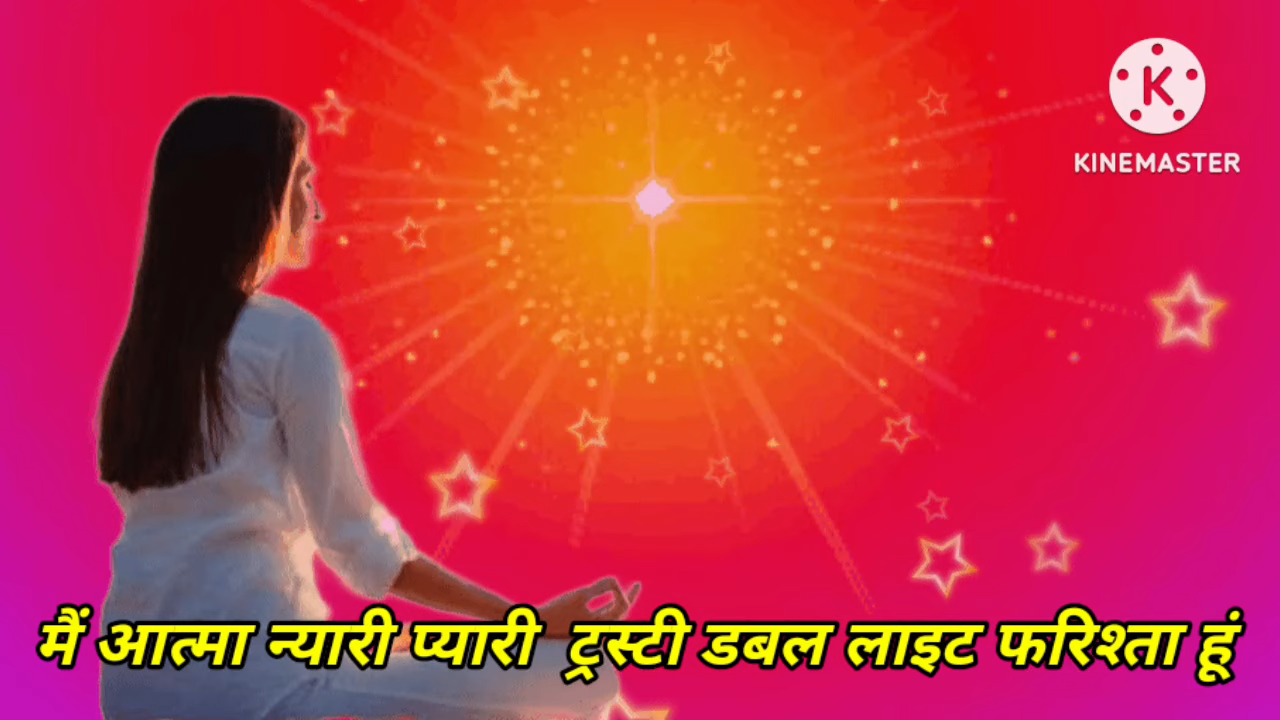 K
KINEMASTER
मैं आत्मा न्यारी प्यारी ट्रस्टी डबल लाइट फरिश्ता हूं